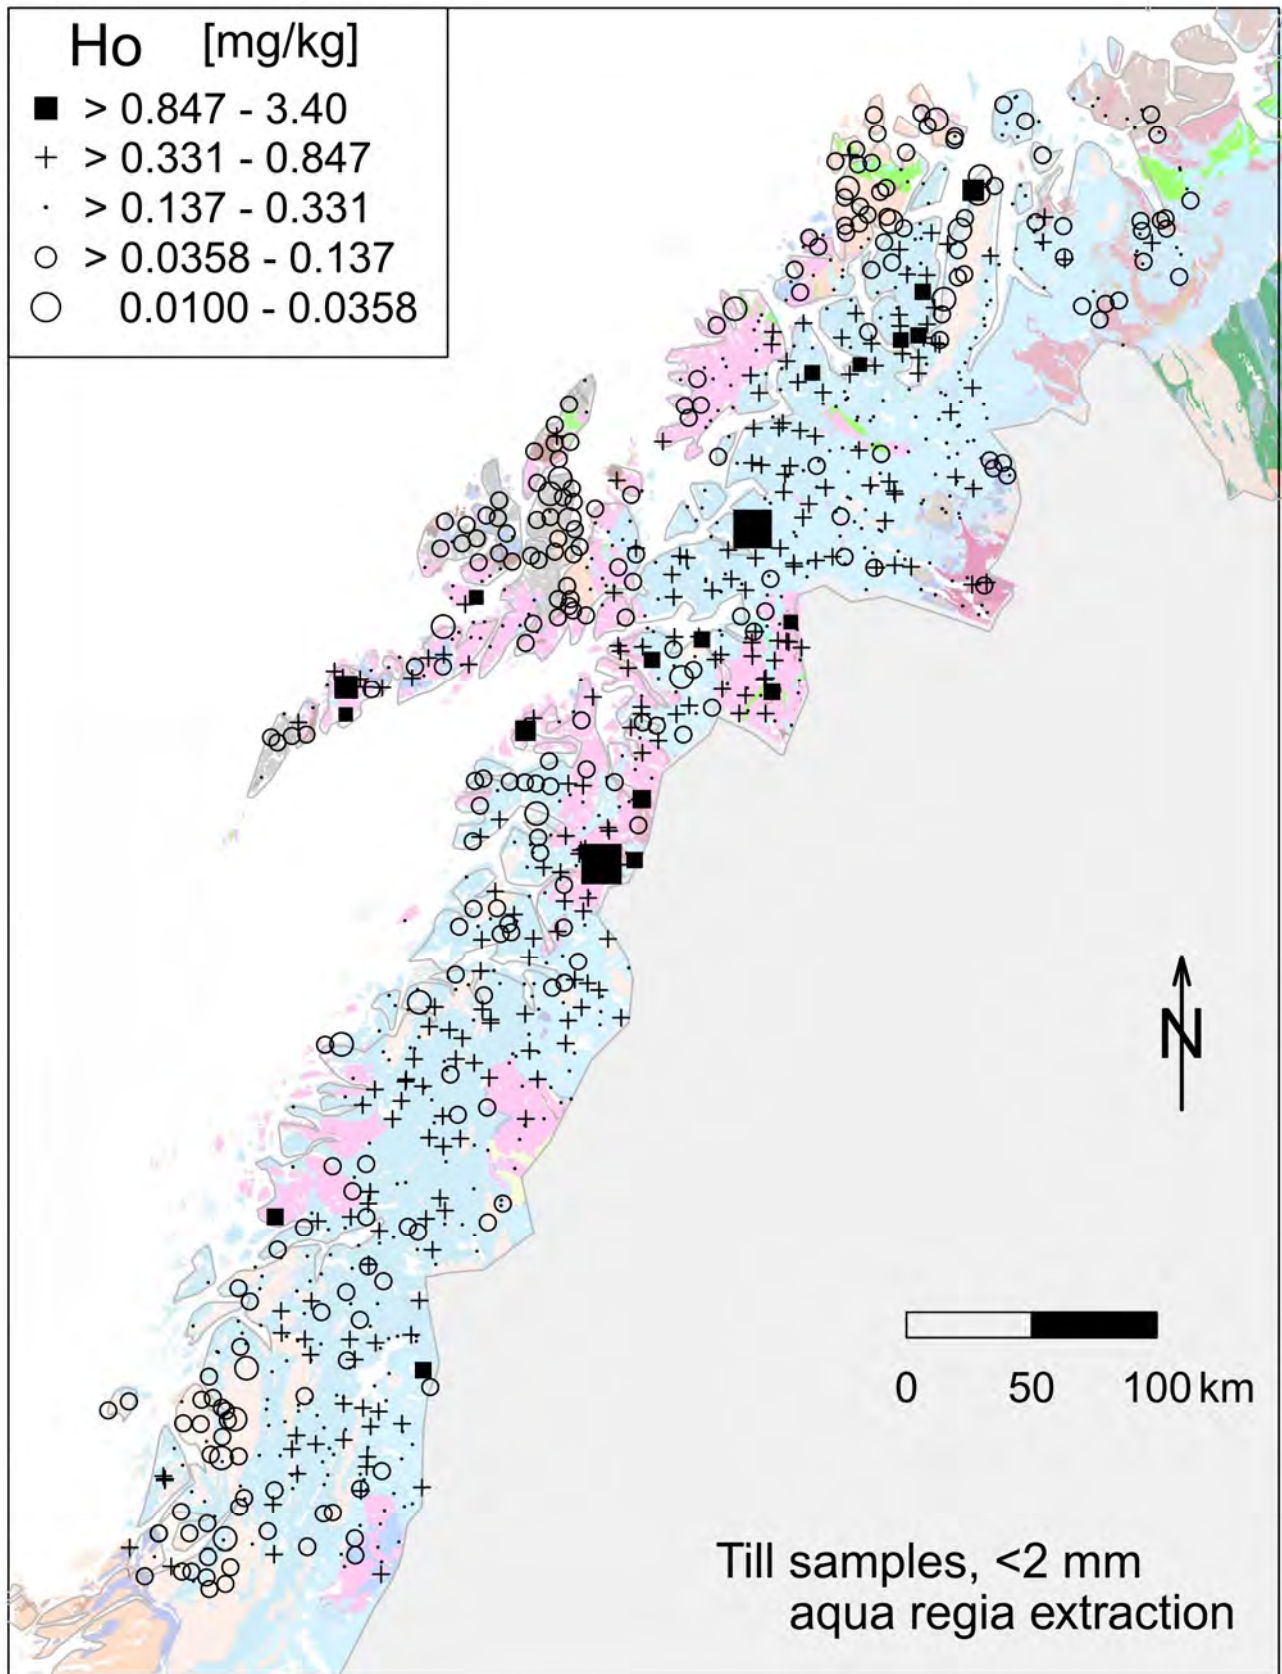 Ho [mg/kg]
> 0.847 - 3.40
> 0.331 - 0.847
> 0.137 - 0.331
> 0.0358 - 0.137
0.0100 - 0.0358
N
0 50 100 km
Till samples, <2 mm
aqua regia extraction